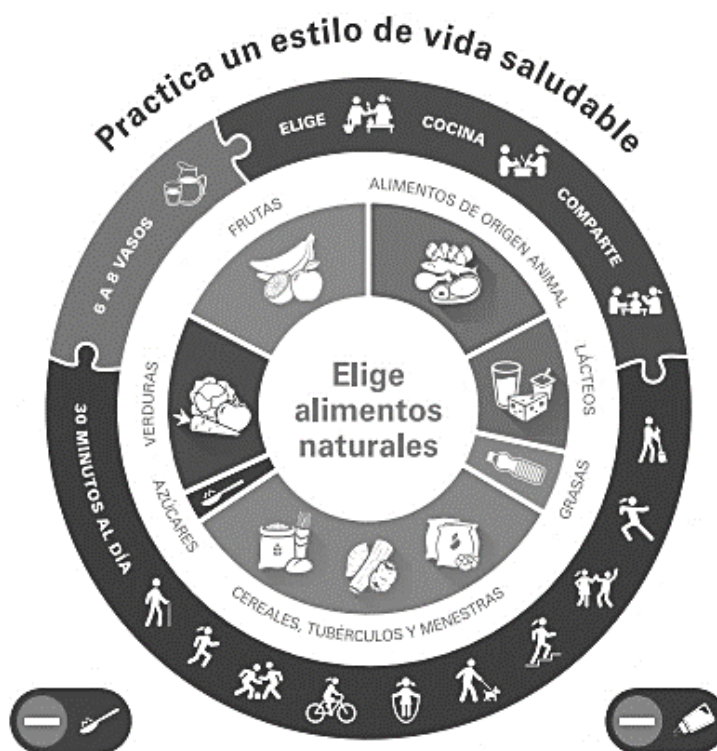 Practica un estilo de vida saludable
ELIGE
COCINA
COMPARTE
6 A 8 VASOS
30 MINUTOS AL DÍA
FRUTAS
ALIMENTOS DE ORIGEN ANIMAL
LÁCTEOS
GRASAS
CEREALES, TUBÉRCULOS Y MENESTRAS
AZÚCARES
VERDURAS
Elige
alimentos
naturales